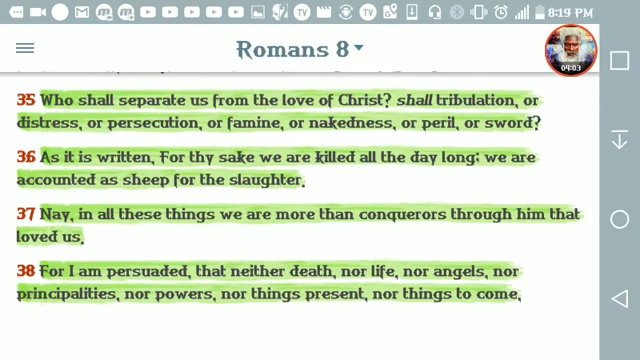 8:19 PM
Romans 8
04:03
35 Who shall separate us from the love of Christ? shall tribulation, or
distress, or persecution, or famine, or nakedness, or peril, or sword?
36 As it is written, For thy sake we are killed all the day long; we are
accounted as sheep for the slaughter.
37 Nay, in all these things we are more than conquerors through him that
loved us.
38 For I am persuaded, that neither death, nor life, nor angels, nor
principalities, nor powers, nor things present, nor things to come,